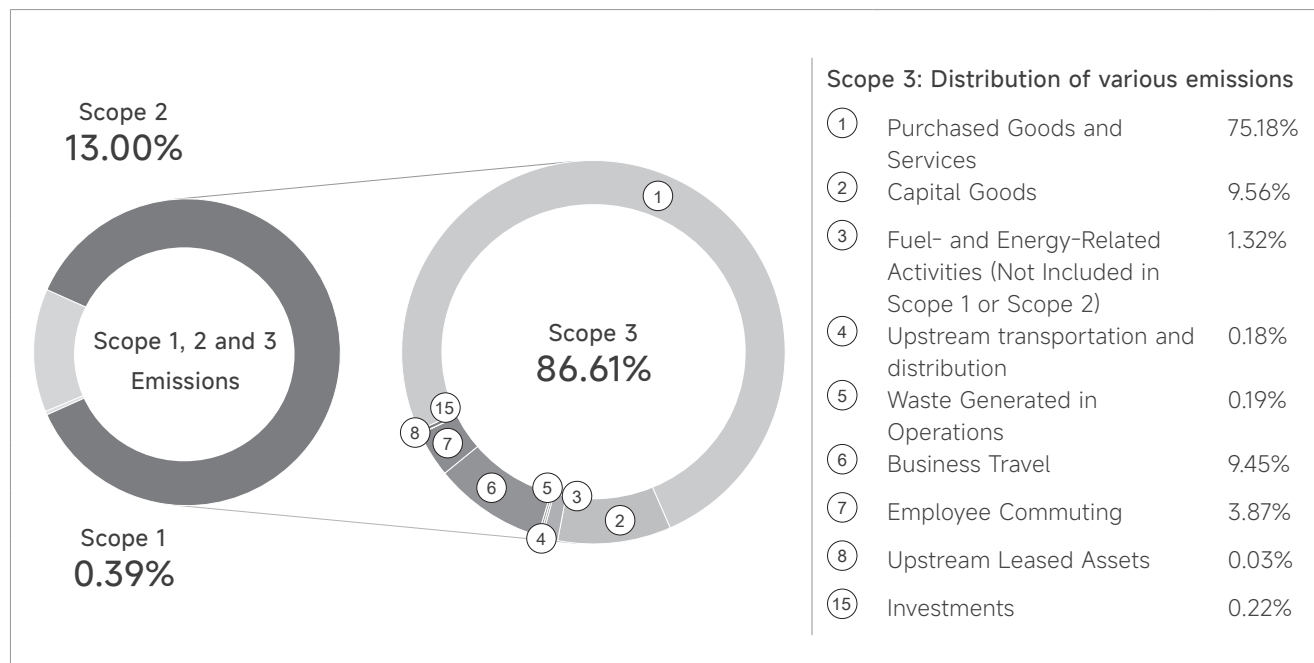 Scope 2
13.00%
Scope 1, 2 and 3
Emissions
Scope 1
0.39%
Scope 3
86.61%
1
15
8
7
6
5
3
4
2
Scope 3: Distribution of various emissions
1 Purchased Goods and 75.18%
Services
2 Capital Goods 9.56%
3 Fuel- and Energy-Related 1.32%
Activities (Not Included in
Scope 1 or Scope 2)
4 Upstream transportation and 0.18%
distribution
5 Waste Generated in 0.19%
Operations
6 Business Travel 9.45%
7 Employee Commuting 3.87%
8 Upstream Leased Assets 0.03%
15 Investments 0.22%